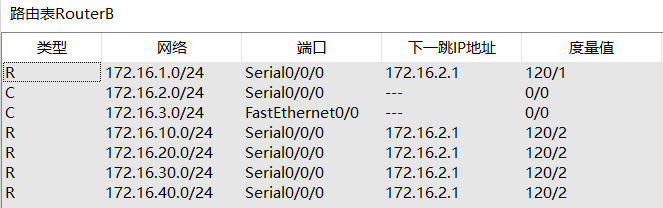 路由表RouterB
类型 网络 端口 下一跳IP地址 度量值
R 172.16.1.0/24 Serial0/0/0 172.16.2.1 120/1
C 172.16.2.0/24 Serial0/0/0 --- 0/0
C 172.16.3.0/24 FastEthernet0/0 --- 0/0
R 172.16.10.0/24 Serial0/0/0 172.16.2.1 120/2
R 172.16.20.0/24 Serial0/0/0 172.16.2.1 120/2
R 172.16.30.0/24 Serial0/0/0 172.16.2.1 120/2
R 172.16.40.0/24 Serial0/0/0 172.16.2.1 120/2